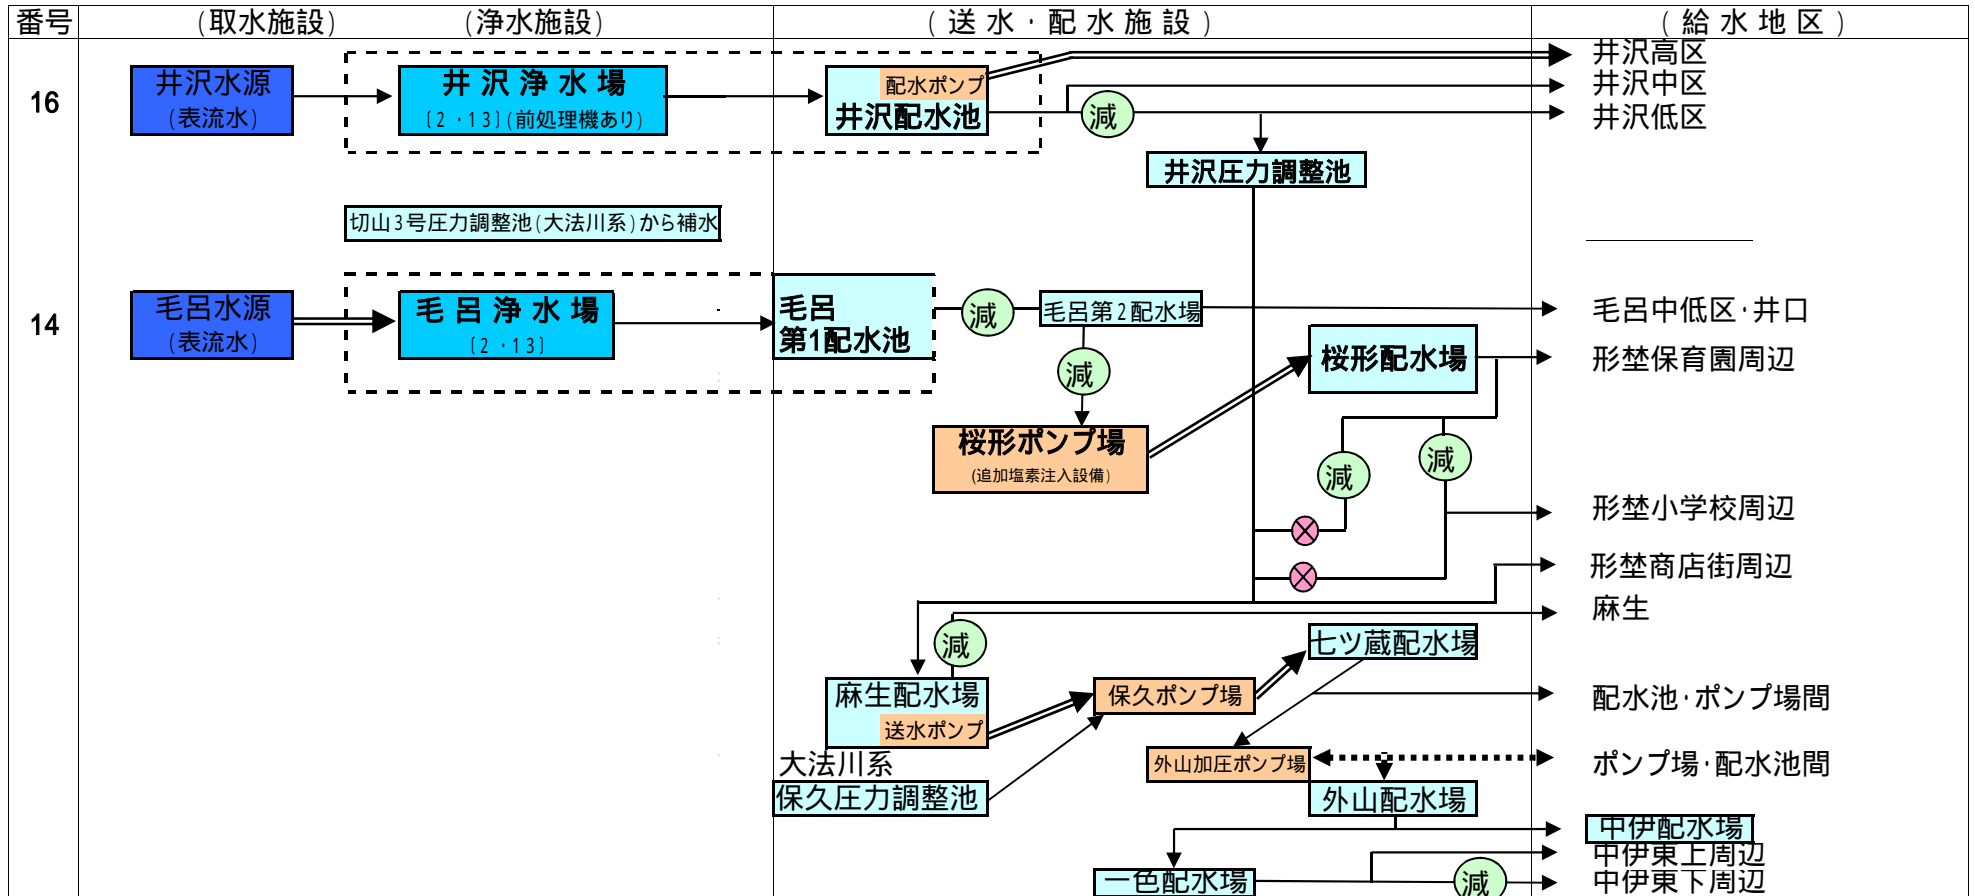 番号 (取水施設) (浄水施設) (送水・配水施設) (給水地区)
井沢高区
16 井沢水源 井沢浄水場 配水ポンプ 井沢中区
(表流水) [2・13](前処理機あり) 井沢配水池 減 井沢低区
井沢圧力調整池
切山3号圧力調整池(大法川系)から補水
14 毛呂水源 毛呂浄水場 毛呂 減 毛呂第2配水場 毛呂中低区・井口
(表流水) [2・13] 第1配水池 桜形配水場 形埜保育園周辺
減
桜形ポンプ場
(追加塩素注入設備)
減 減
形埜小学校周辺
形埜商店街周辺
麻生
減 七ツ蔵配水場
麻生配水場 保久ポンプ場 配水池・ポンプ場間
送水ポンプ
大法川系 外山加圧ポンプ場 ポンプ場・配水池間
保久圧力調整池 外山配水場
中伊配水場
中伊東上周辺
一色配水場 減 中伊東下周辺